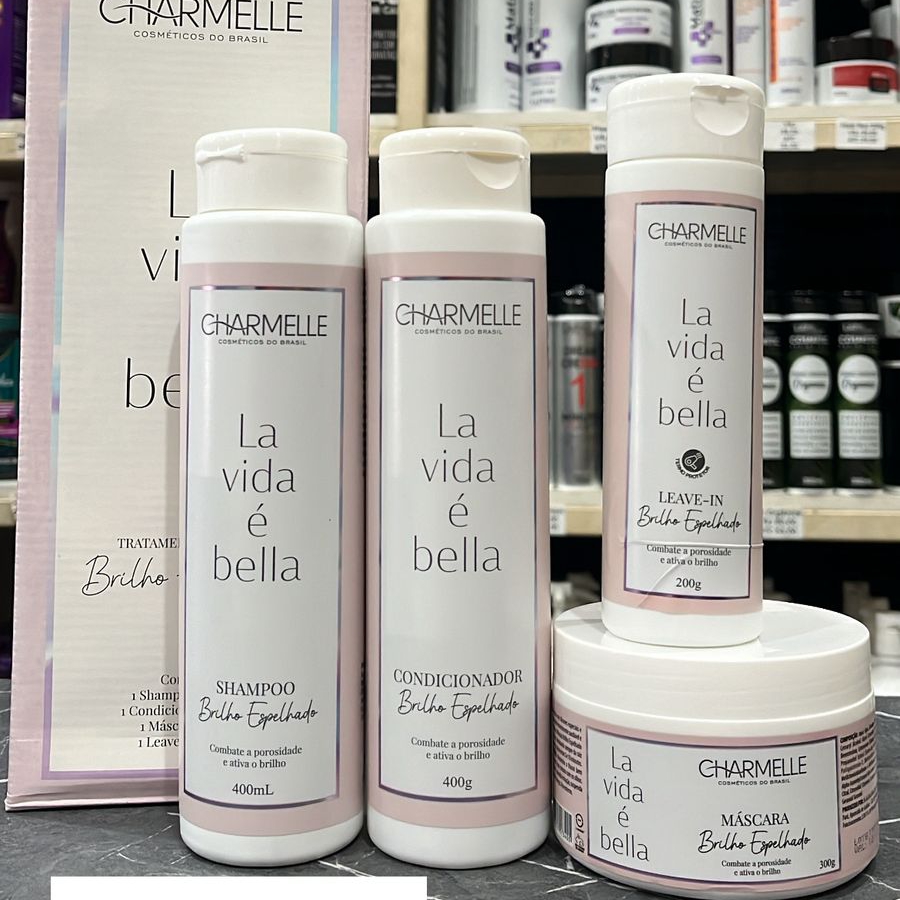 CHARMELLE
COSMÉTICOS DO BRASIL
L
vi
be
TRATAME
Brilho
Co
1 Shamp
1 Condicio
1 Másc
1 Leave
CHARMELLE
COSMÉTICOS DO BRASIL
La
vida
é
bella
SHAMPOO
Brilho Espelhado
Combate a porosidade
e ativa o brilho
400mL
CHARMELLE
COSMÉTICOS DO BRASIL
La
vida
é
bella
CONDICIONADOR
Brilho Espelhado
Combate a porosidade
e ativa o brilho
400g
CHARMELLE
COSMÉTICOS DO BRASIL
La
vida
é
bella
TERMO PROTETOR
LEAVE-IN
Brilho Espelhado
Combate a porosidade
e ativa o brilho
200g
La
vida
é
bella
CHARMELLE
COSMÉTICOS DO BRASIL
MÁSCARA
Brilho Espelhado
Combate a porosidade
e ativa o brilho
300g